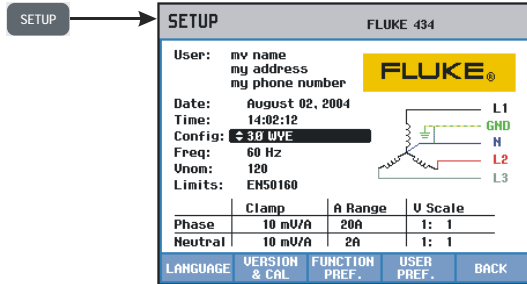 SETUP
SETUP FLUKE 434
User: my name
my address
my phone number
FLUKE®
Date: August 02, 2004
Time: 14:02:12
Config: 3Ø WYE
Freq: 60 Hz
Vnom: 120
Limits: EN50160
L1
GND
N
L2
L3
Clamp A Range V Scale
Phase 10 mV/A 20A 1: 1
Neutral 10 mV/A 2A 1: 1
LANGUAGE VERSION & CAL FUNCTION PREF. USER PREF. BACK